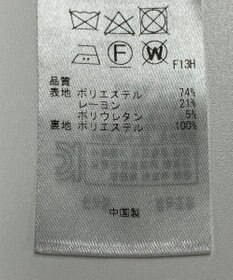 F W
F13H
品質
表地 ポリエステル 74%
レーヨン 21%
ポリウレタン 5%
裏地 ポリエステル 100%
中国製